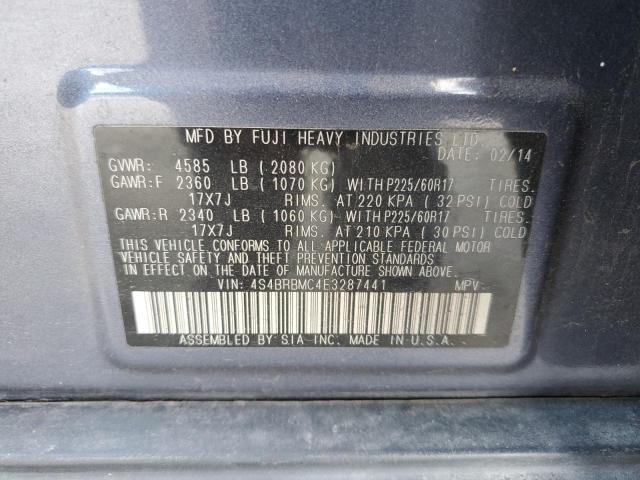 MFD BY FUJI HEAVY INDUSTRIES LTD.
DATE: 02/14
GVWR: 4585 LB (2080 KG)
GAWR:F 2360 LB (1070 KG) WITH P225/60R17 TIRES.
17X7J RIMS. AT 220 KPA (32 PSI) COLD
GAWR:R 2340 LB (1060 KG) WITH P225/60R17 TIRES.
17X7J RIMS. AT 210 KPA (30 PSI) COLD
THIS VEHICLE CONFORMS TO ALL APPLICABLE FEDERAL MOTOR
VEHICLE SAFETY AND THEFT PREVENTION STANDARDS
IN EFFECT ON THE DATE OF MANUFACTURE SHOWN ABOVE.
VIN: 4S4BRBMC4E3287441 MPV
ASSEMBLED BY S.I.A INC. MADE IN U.S.A.